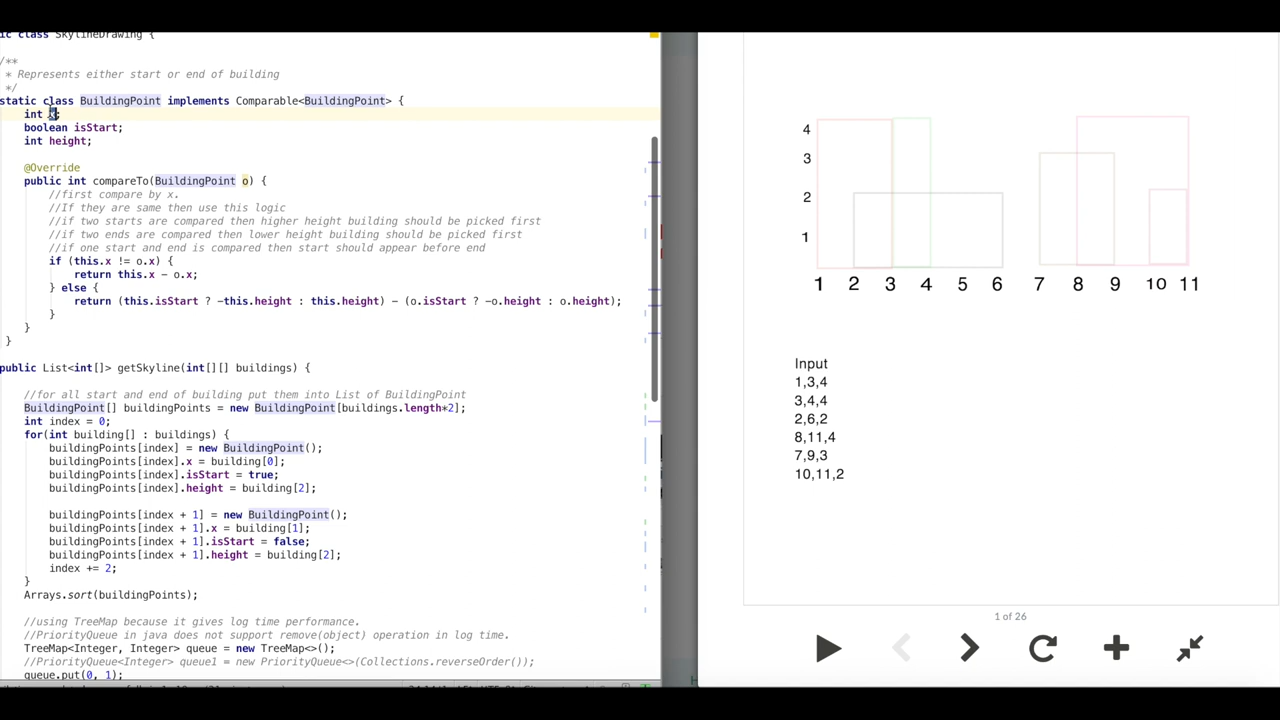 ic class SkylineDrawing {
/**
* Represents either start or end of building
*/
static class BuildingPoint implements Comparable<BuildingPoint> {
int x;
boolean isStart;
int height;
@Override
public int compareTo(BuildingPoint o) {
//first compare by x.
//If they are same then use this logic
//if two starts are compared then higher height building should be picked first
//if two ends are compared then lower height building should be picked first
//if one start and end is compared then start should appear before end
if (this.x != o.x) {
return this.x - o.x;
} else {
return (this.isStart ? -this.height : this.height) - (o.isStart ? -o.height : o.height);
}
}
}
public List<int[]> getSkyline(int[][] buildings) {
//for all start and end of building put them into List of BuildingPoint
BuildingPoint[] buildingPoints = new BuildingPoint[buildings.length*2];
int index = 0;
for(int building[] : buildings) {
buildingPoints[index] = new BuildingPoint();
buildingPoints[index].x = building[0];
buildingPoints[index].isStart = true;
buildingPoints[index].height = building[2];
buildingPoints[index + 1] = new BuildingPoint();
buildingPoints[index + 1].x = building[1];
buildingPoints[index + 1].isStart = false;
buildingPoints[index + 1].height = building[2];
index += 2;
}
Arrays.sort(buildingPoints);
//using TreeMap because it gives log time performance.
//PriorityQueue in java does not support remove(object) operation in log time.
TreeMap<Integer, Integer> queue = new TreeMap<>();
//PriorityQueue<Integer> queue1 = new PriorityQueue<>(Collections.reverseOrder());
queue.put(0, 1);
4
3
2
1
1 2 3 4 5 6 7 8 9 10 11
Input
1,3,4
3,4,4
2,6,2
8,11,4
7,9,3
10,11,2
1 of 26